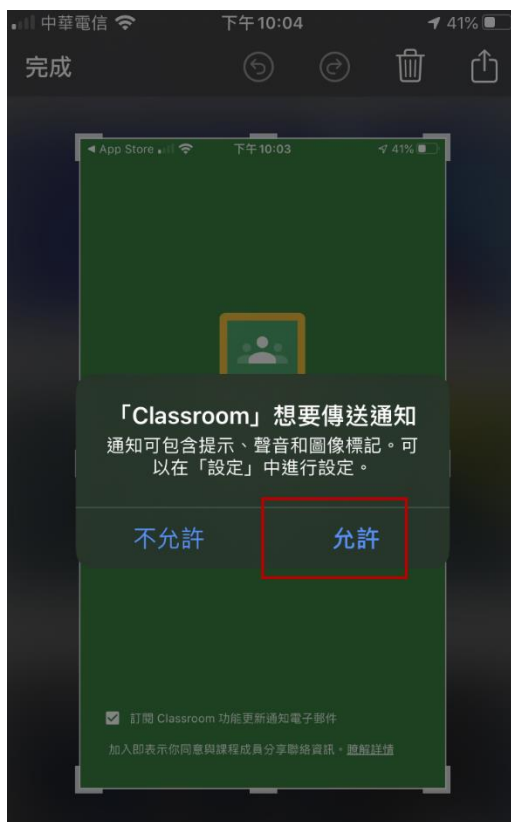 中華電信 下午10:04 41%
完成
App Store 下午10:03 41%
「Classroom」想要傳送通知
通知可包含提示、聲音和圖像標記。可
以在「設定」中進行設定。
不允許 允許
訂閱 Classroom 功能更新通知電子郵件
加入即表示你同意與課程成員分享聯絡資訊。瞭解詳情